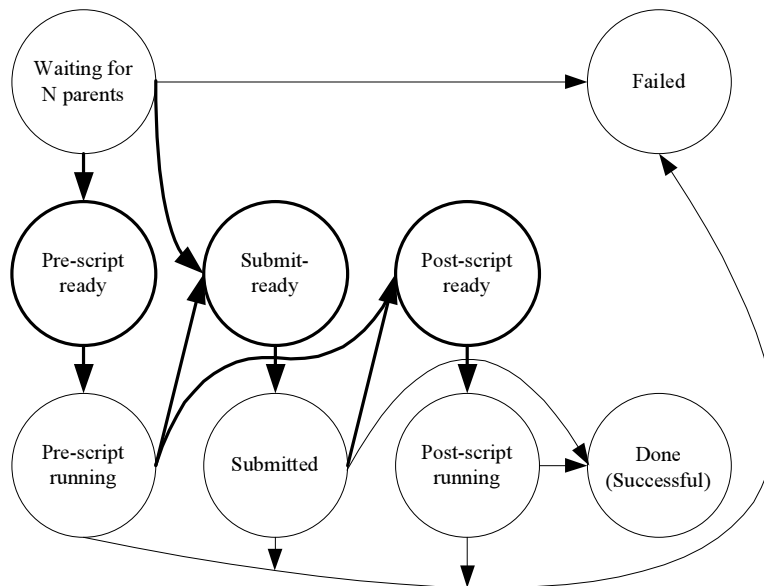 Waiting for
N parents
Failed
Pre-script
ready
Submit-
ready
Post-script
ready
Pre-script
running
Submitted
Post-script
running
Done
(Successful)